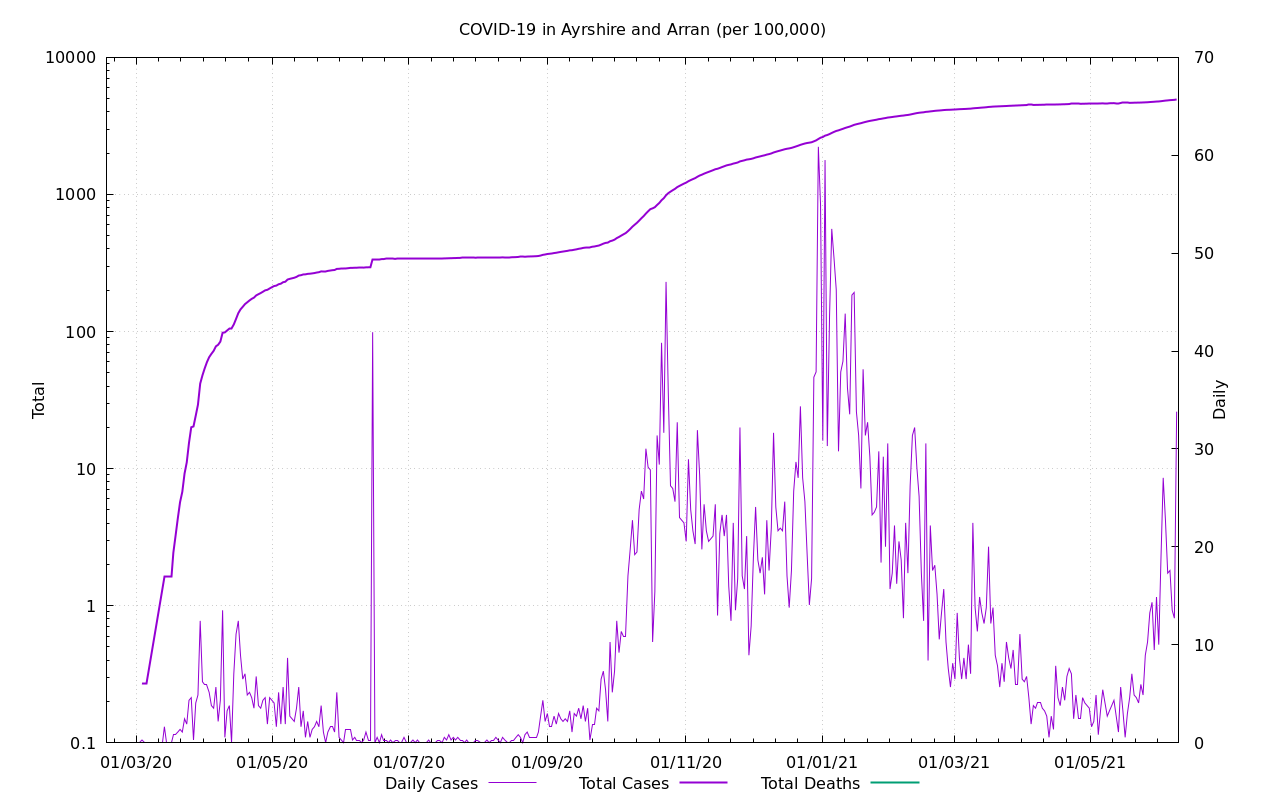 COVID-19 in Ayrshire and Arran (per 100,000)
10000
1000
100
10
1
0.1
Total
70
60
50
40
30
20
10
0
Daily
01/03/20 01/05/20 01/07/20 01/09/20 01/11/20 01/01/21 01/03/21 01/05/21
Daily Cases Total Cases Total Deaths